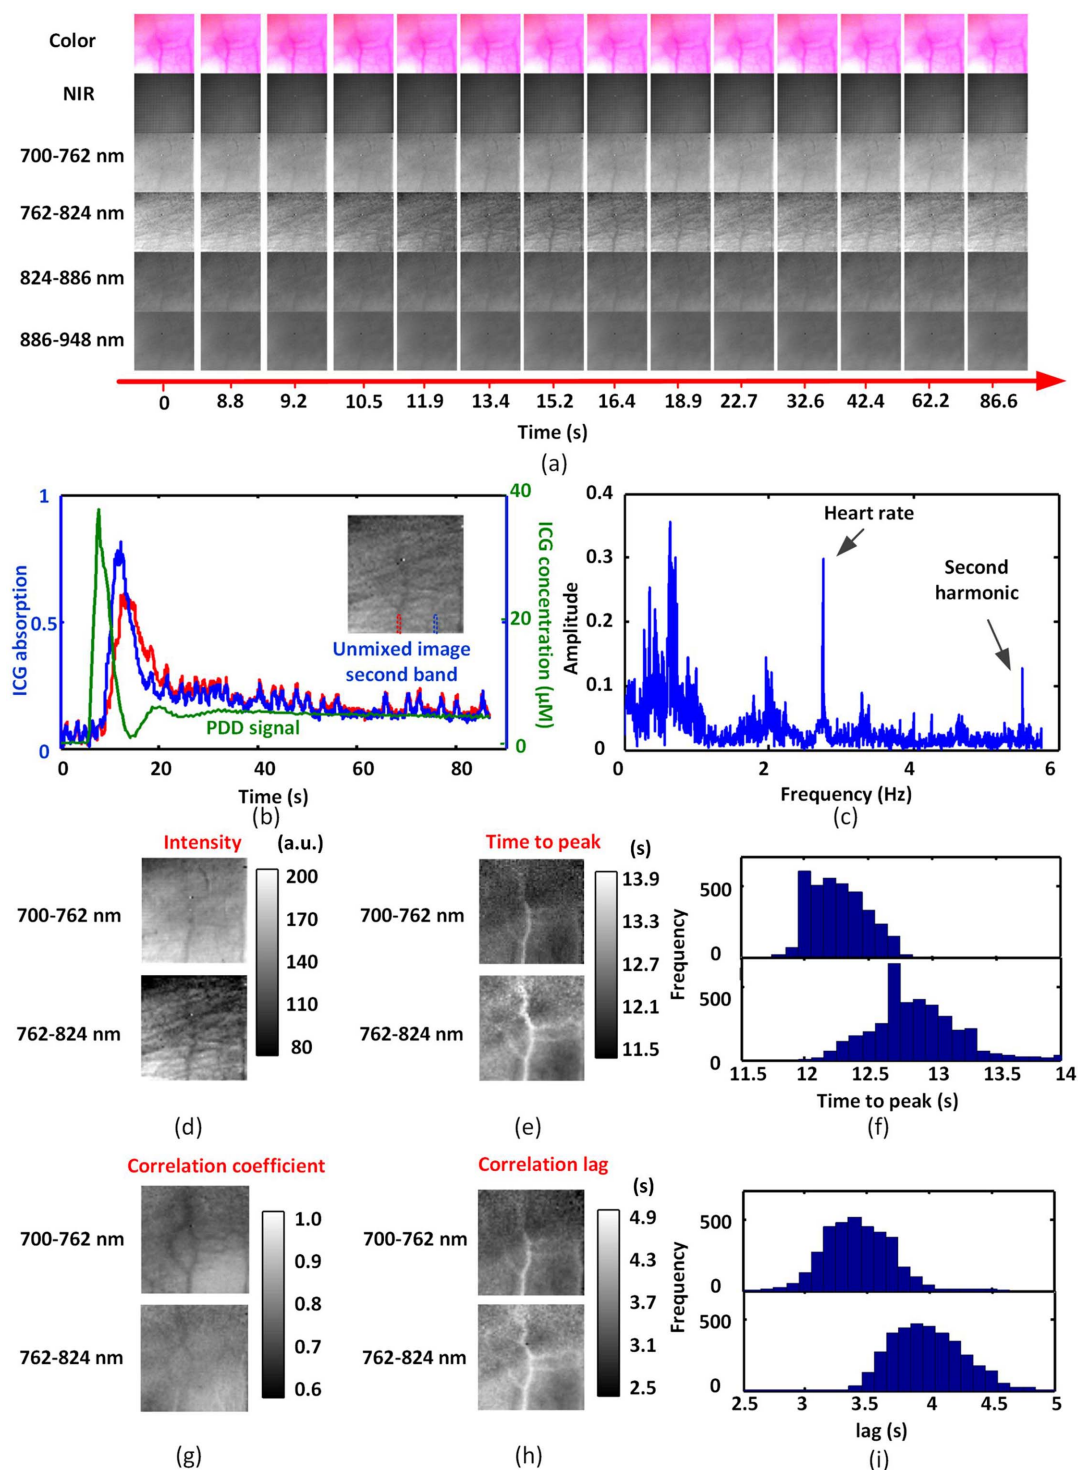 Color
NIR
700-762 nm
762-824 nm
824-886 nm
886-948 nm
0 8.8 9.2 10.5 11.9 13.4 15.2 16.4 18.9 22.7 32.6 42.4 62.2 86.6
Time (s)
(a)
1
0.5
0
ICG absorption
40
20
0
ICG concentration (µM)
Unmixed image
second band
PDD signal
0 20 40 60 80
Time (s)
(b)
0.4
0.3
0.2
0.1
0
Amplitude
Heart rate
Second
harmonic
0 2 4 6
Frequency (Hz)
(c)
Intensity (a.u.)
700-762 nm
762-824 nm
200
170
140
110
80
(d)
Time to peak (s)
700-762 nm
762-824 nm
13.9
13.3
12.7
12.1
11.5
(e)
Frequency
500
0
500
0
11.5 12 12.5 13 13.5 14
Time to peak (s)
(f)
Correlation coefficient
700-762 nm
762-824 nm
1.0
0.9
0.8
0.7
0.6
(g)
Correlation lag (s)
700-762 nm
762-824 nm
4.9
4.3
3.7
3.1
2.5
(h)
Frequency
500
0
500
0
2.5 3 3.5 4 4.5 5
lag (s)
(i)